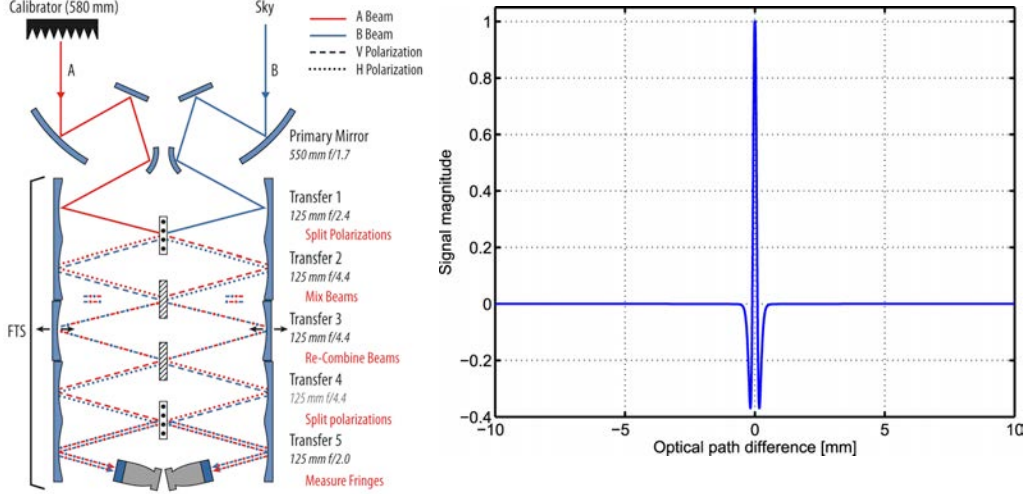 Calibrator (580 mm)
Sky
A Beam
B Beam
V Polarization
H Polarization
A
B
Primary Mirror
550 mm f/1.7
Transfer 1
125 mm f/2.4
Split Polarizations
Transfer 2
125 mm f/4.4
Mix Beams
FTS
Transfer 3
125 mm f/4.4
Re-Combine Beams
Transfer 4
125 mm f/4.4
Split polarizations
Transfer 5
125 mm f/2.0
Measure Fringes
1
0.8
0.6
0.4
0.2
0
−0.2
−0.4
Signal magnitude
−10
−5
0
5
10
Optical path difference [mm]